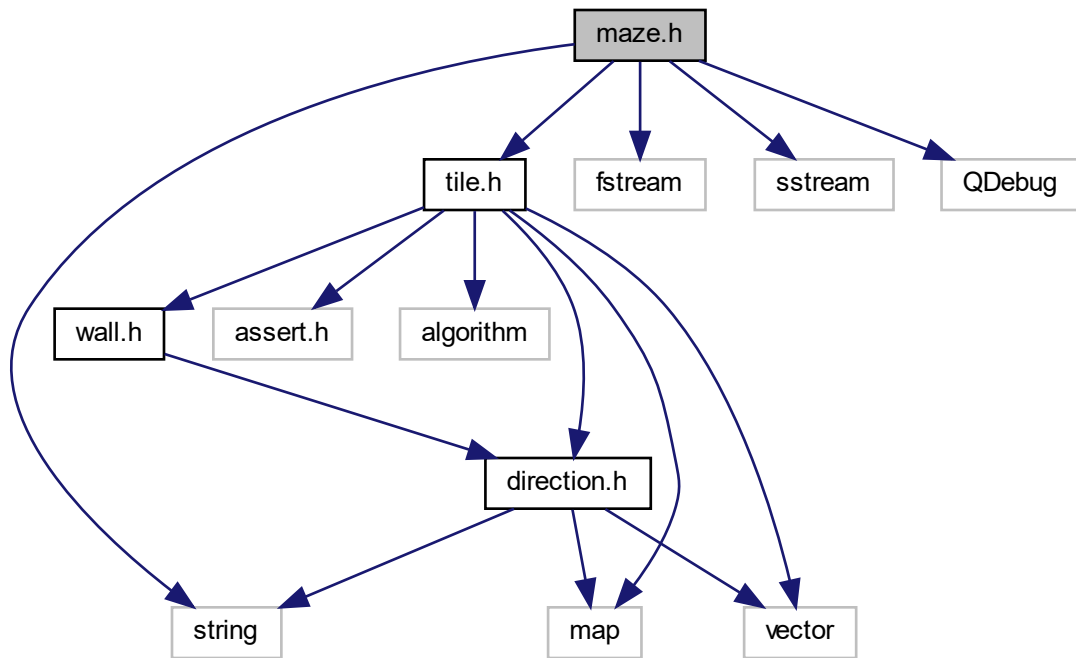 maze.h
tile.h
fstream
sstream
QDebug
wall.h
assert.h
algorithm
direction.h
string
map
vector